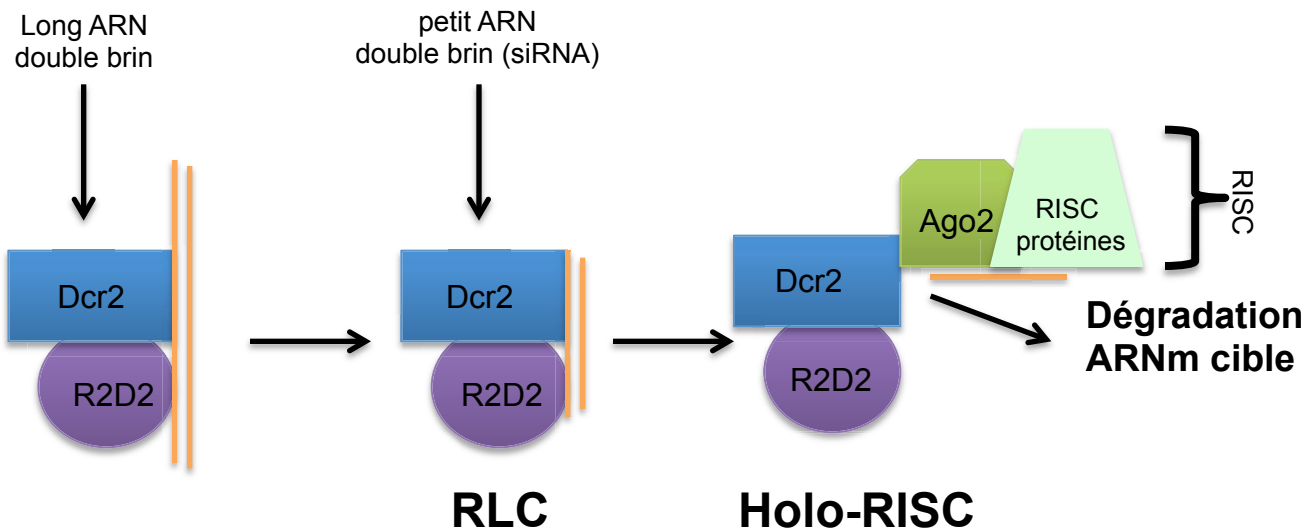 Long ARN
double brin
petit ARN
double brin (siRNA)
Dcr2
R2D2
Dcr2
R2D2
Dcr2
R2D2
Ago2
RISC
protéines
RISC
Dégradation
ARNm cible
RLC
Holo-RISC